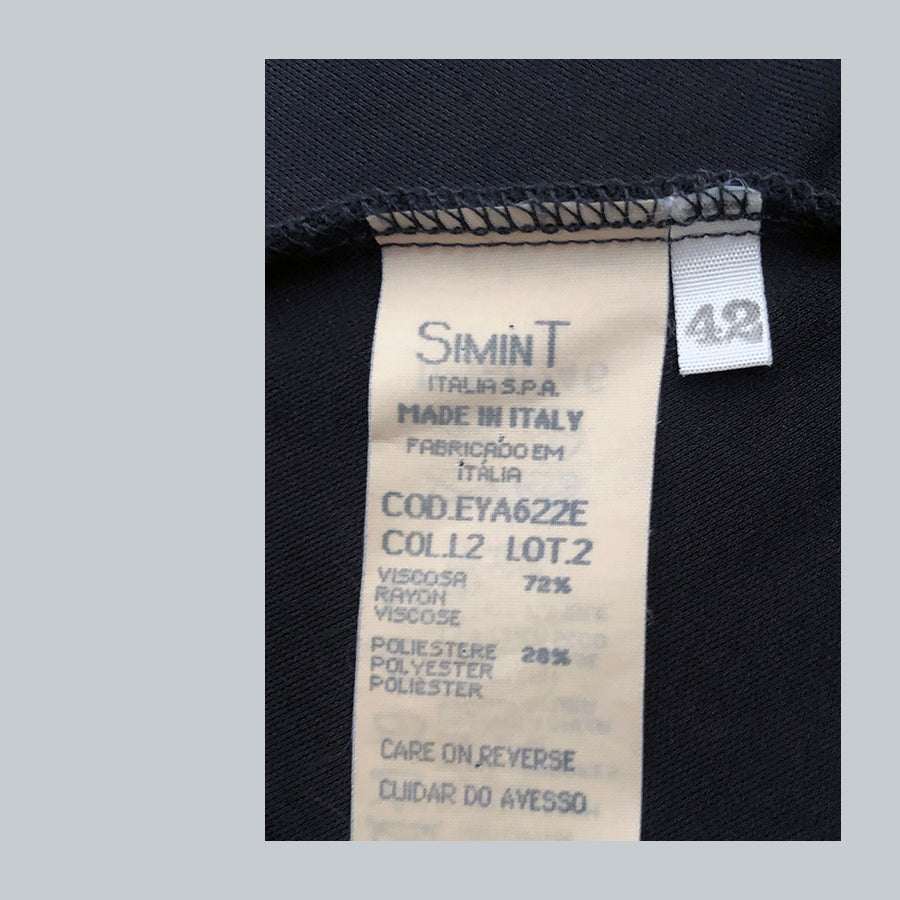 SIMINT
ITALIA S.P.A.
MADE IN ITALY
FABRICADO EM
ITÁLIA
COD.EYA622E
COL.L2 LOT.2
VISCOSA 72%
RAYON
VISCOSE
POLIESTERE 28%
POLYESTER
POLIÈSTER
CARE ON REVERSE
CUIDAR DO AVESSO
42